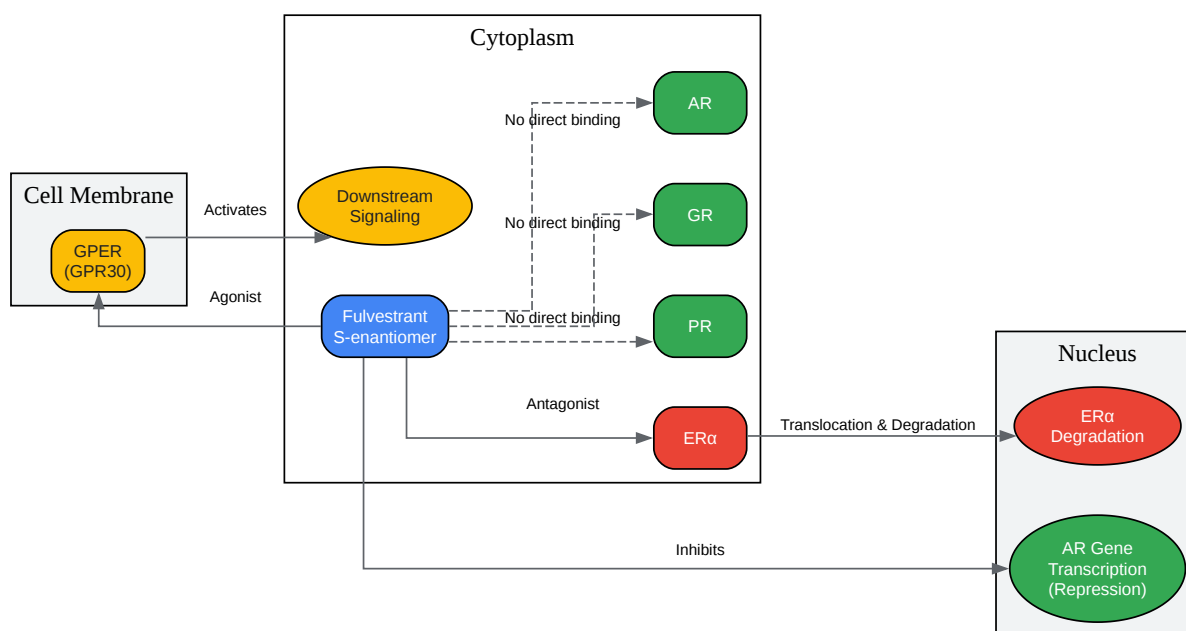 Cytoplasm
AR
No direct binding
Cell Membrane
Downstream
Signaling
Activates
GR
No direct binding
GPER
(GPR30)
Agonist
Fulvestrant
S-enantiomer
No direct binding
PR
Nucleus
Antagonist
ERα
Translocation & Degradation
ERα
Degradation
Inhibits
AR Gene
Transcription
(Repression)